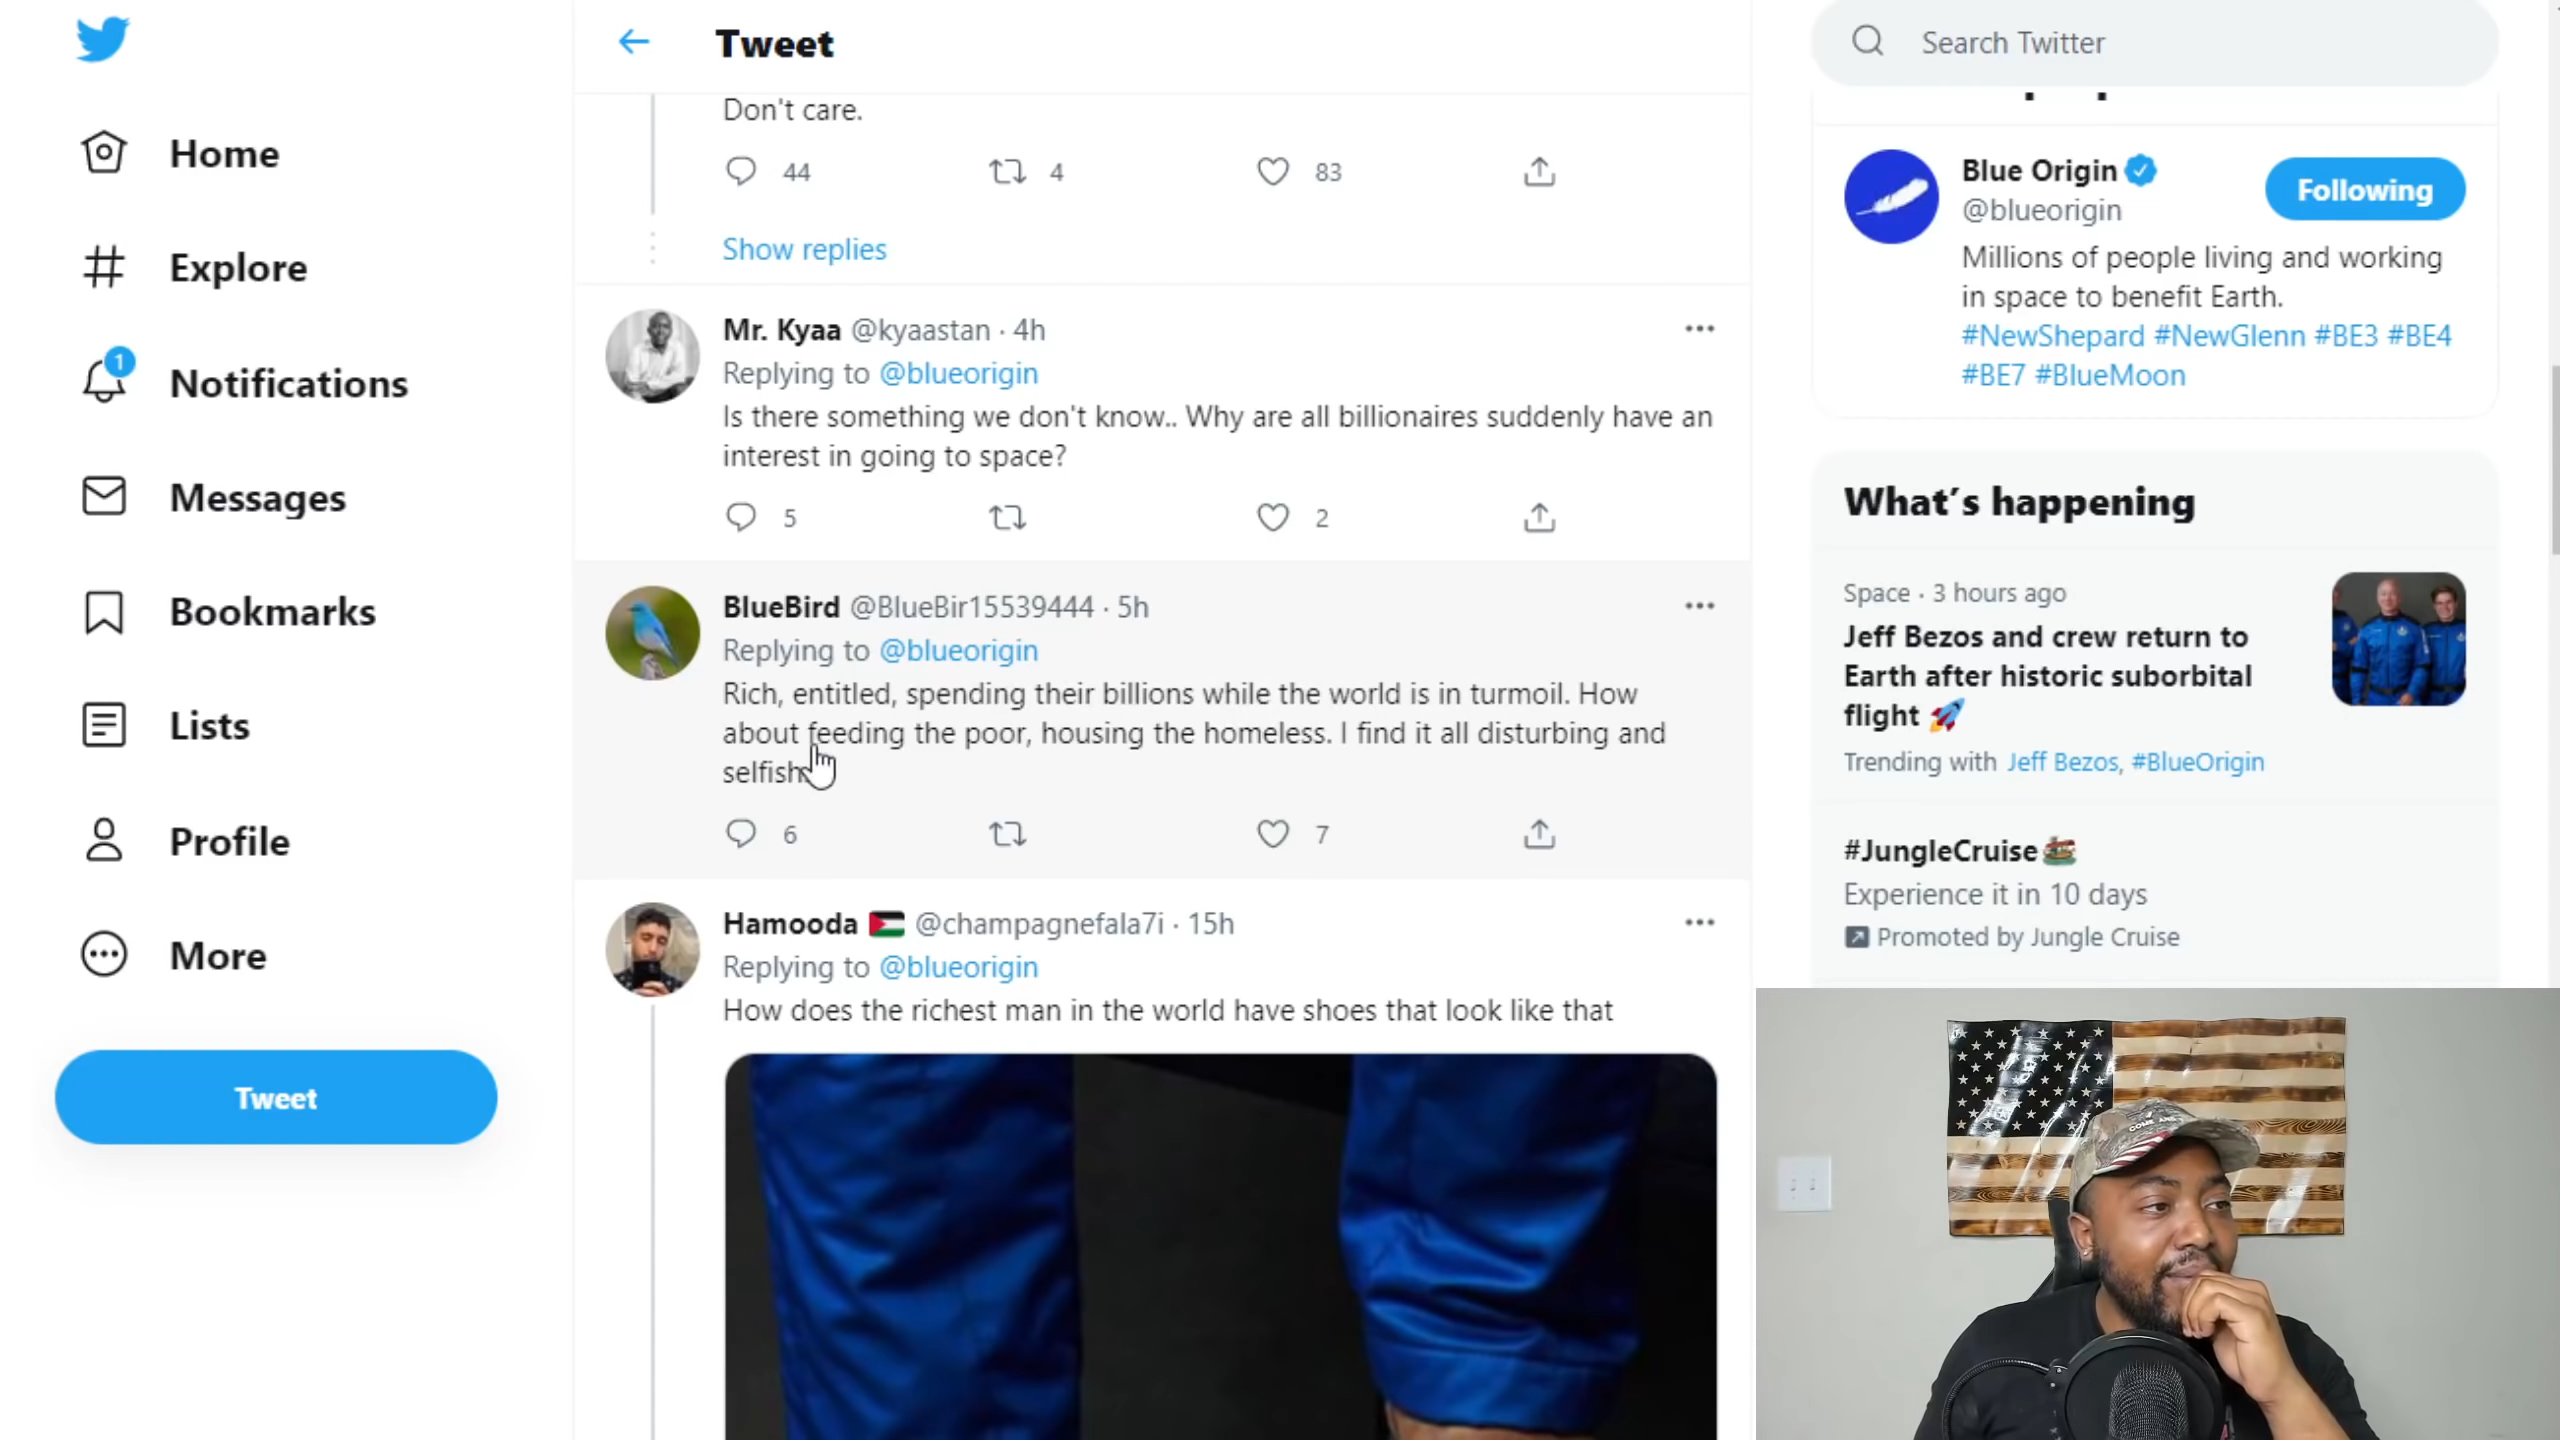 Tweet
Search Twitter
Home
Explore
1
Notifications
Messages
Bookmarks
Lists
Profile
More
Tweet
Don't care.
44 4 83
Show replies
Mr. Kyaa @kyaastan · 4h
Replying to @blueorigin
Is there something we don't know.. Why are all billionaires suddenly have an
interest in going to space?
5 2
BlueBird @BlueBir15539444 · 5h
Replying to @blueorigin
Rich, entitled, spending their billions while the world is in turmoil. How
about feeding the poor, housing the homeless. I find it all disturbing and
selfish.
6 7
Hamooda @champagnefala7i · 15h
Replying to @blueorigin
How does the richest man in the world have shoes that look like that
Blue Origin
@blueorigin
Following
Millions of people living and working
in space to benefit Earth.
#NewShepard #NewGlenn #BE3 #BE4
#BE7 #BlueMoon
What's happening
Space · 3 hours ago
Jeff Bezos and crew return to
Earth after historic suborbital
flight
Trending with Jeff Bezos, #BlueOrigin
#JungleCruise
Experience it in 10 days
Promoted by Jungle Cruise
COME AND